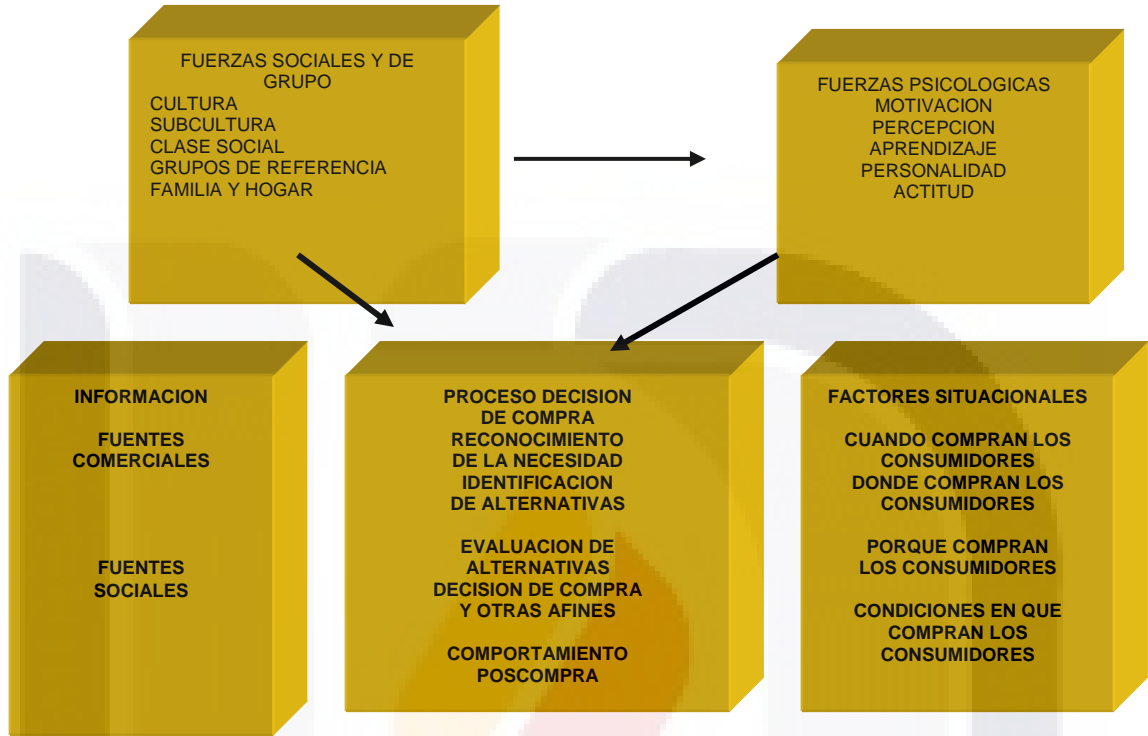 FUERZAS SOCIALES Y DE
GRUPO
CULTURA
SUBCULTURA
CLASE SOCIAL
GRUPOS DE REFERENCIA
FAMILIA Y HOGAR
FUERZAS PSICOLOGICAS
MOTIVACION
PERCEPCION
APRENDIZAJE
PERSONALIDAD
ACTITUD
INFORMACION
FUENTES
COMERCIALES
FUENTES
SOCIALES
PROCESO DECISION
DE COMPRA
RECONOCIMIENTO
DE LA NECESIDAD
IDENTIFICACION
DE ALTERNATIVAS
EVALUACION DE
ALTERNATIVAS
DECISION DE COMPRA
Y OTRAS AFINES
COMPORTAMIENTO
POSCOMPRA
FACTORES SITUACIONALES
CUANDO COMPRAN LOS
CONSUMIDORES
DONDE COMPRAN LOS
CONSUMIDORES
PORQUE COMPRAN
LOS CONSUMIDORES
CONDICIONES EN QUE
COMPRAN LOS
CONSUMIDORES